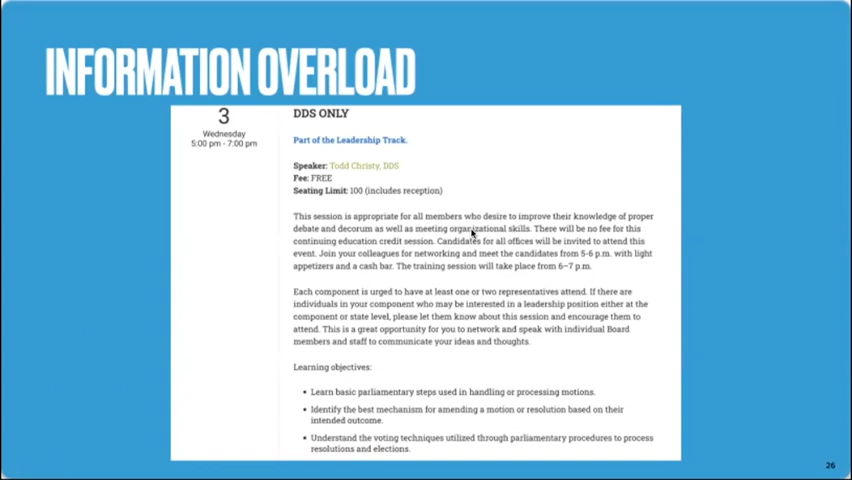 INFORMATION OVERLOAD
3
Wednesday
5:00 pm - 7:00 pm
DDS ONLY
Part of the Leadership Track.
Speaker: Todd Christy, DDS
Fee: FREE
Seating Limit: 100 (includes reception)
This session is appropriate for all members who desire to improve their knowledge of proper
debate and decorum as well as meeting organizational skills. There will be no fee for this
continuing education credit session. Candidates for all offices will be invited to attend this
event. Join your colleagues for networking and meet the candidates from 5-6 p.m. with light
appetizers and a cash bar. The training session will take place from 6–7 p.m.
Each component is urged to have at least one or two representatives attend. If there are
individuals in your component who may be interested in a leadership position either at the
component or state level, please let them know about this session and encourage them to
attend. This is a great opportunity for you to network and speak with individual Board
members and staff to communicate your ideas and thoughts.
Learning objectives:
• Learn basic parliamentary steps used in handling or processing motions.
• Identify the best mechanism for amending a motion or resolution based on their
intended outcome.
• Understand the voting techniques utilized through parliamentary procedures to process
resolutions and elections.
26